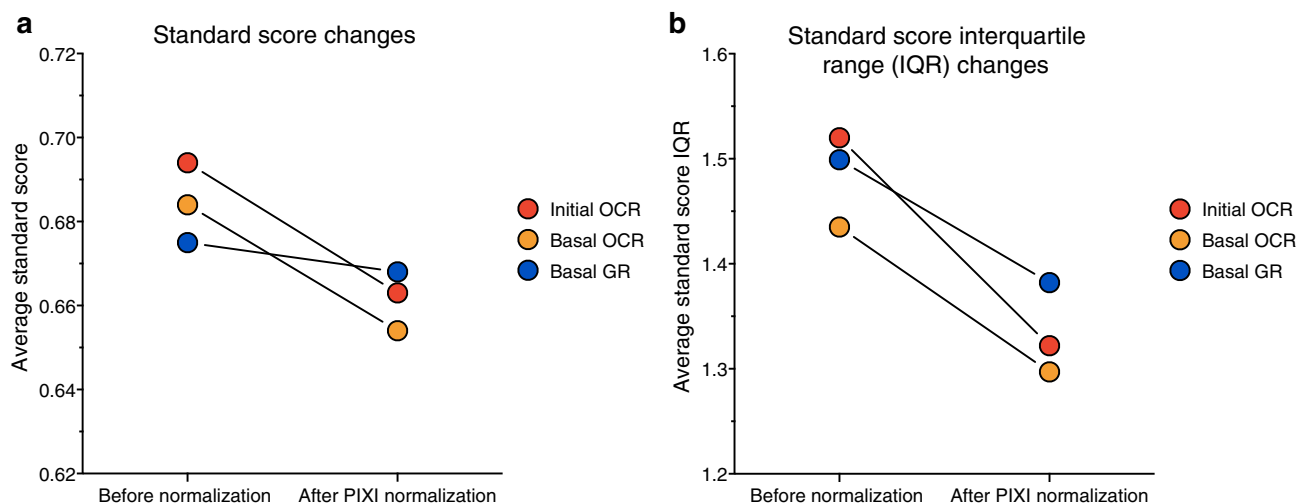 a
Standard score changes
Average standard score
0.72
0.70
0.68
0.66
0.64
0.62
Before normalization
After PIXI normalization
Initial OCR
Basal OCR
Basal GR
b
Standard score interquartile
range (IQR) changes
Average standard score IQR
1.6
1.5
1.4
1.3
1.2
Before normalization
After PIXI normalization
Initial OCR
Basal OCR
Basal GR